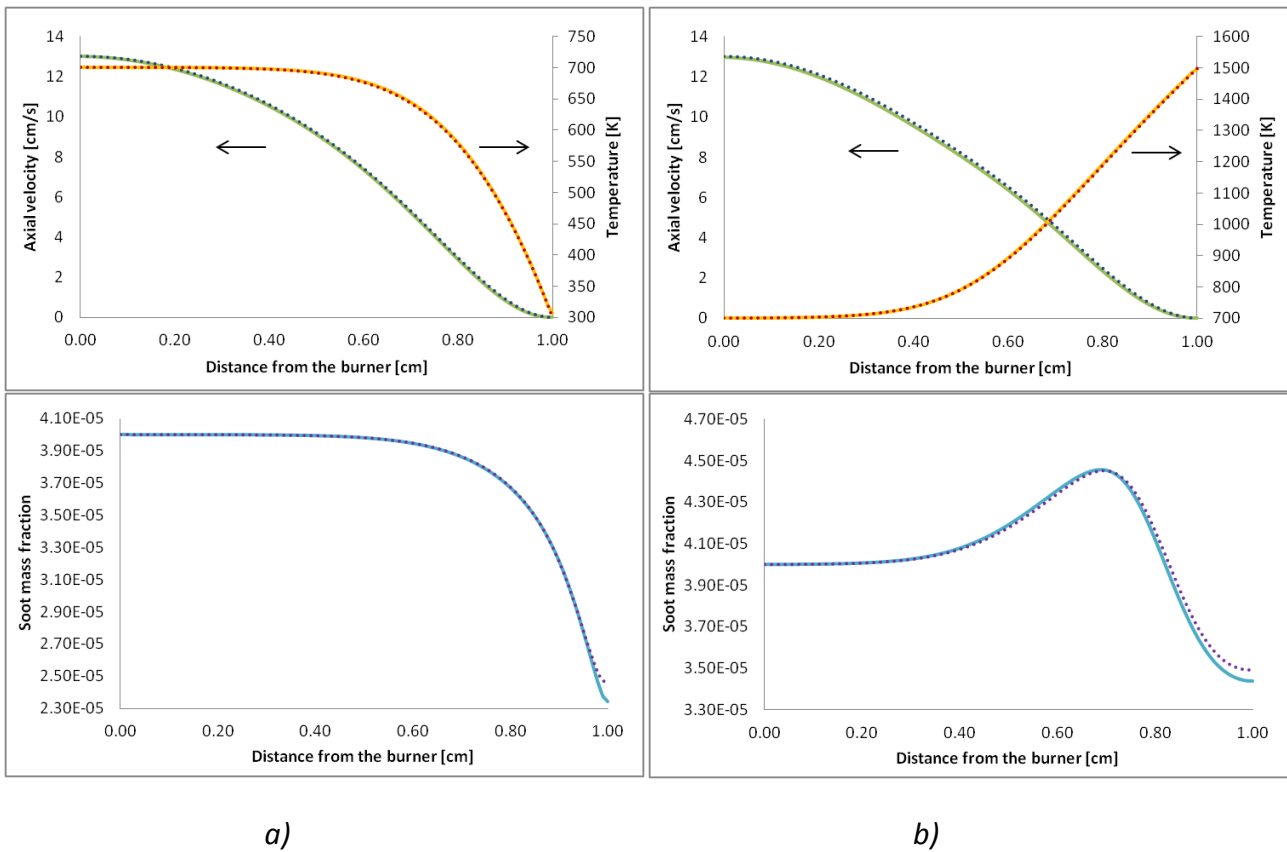 14
12
10
8
6
4
2
0
Axial velocity [cm/s]
750
700
650
600
550
500
450
400
350
300
Temperature [K]
0.00 0.20 0.40 0.60 0.80 1.00
Distance from the burner [cm]
14
12
10
8
6
4
2
0
Axial velocity [cm/s]
1600
1500
1400
1300
1200
1100
1000
900
800
700
Temperature [K]
0.00 0.20 0.40 0.60 0.80 1.00
Distance from the burner [cm]
4.10E-05
3.90E-05
3.70E-05
3.50E-05
3.30E-05
3.10E-05
2.90E-05
2.70E-05
2.50E-05
2.30E-05
Soot mass fraction
0.00 0.20 0.40 0.60 0.80 1.00
Distance from the burner [cm]
4.70E-05
4.50E-05
4.30E-05
4.10E-05
3.90E-05
3.70E-05
3.50E-05
3.30E-05
Soot mass fraction
0.00 0.20 0.40 0.60 0.80 1.00
Distance from the burner [cm]
a)
b)